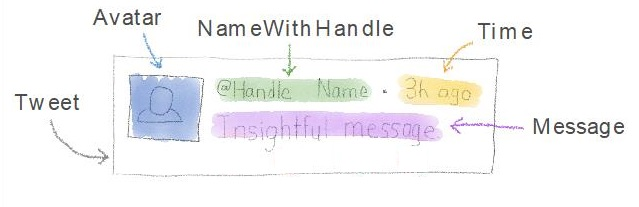 Avatar
NameWithHandle
Time
@Handle Name · 3h ago
Tweet
Insightful message
Message